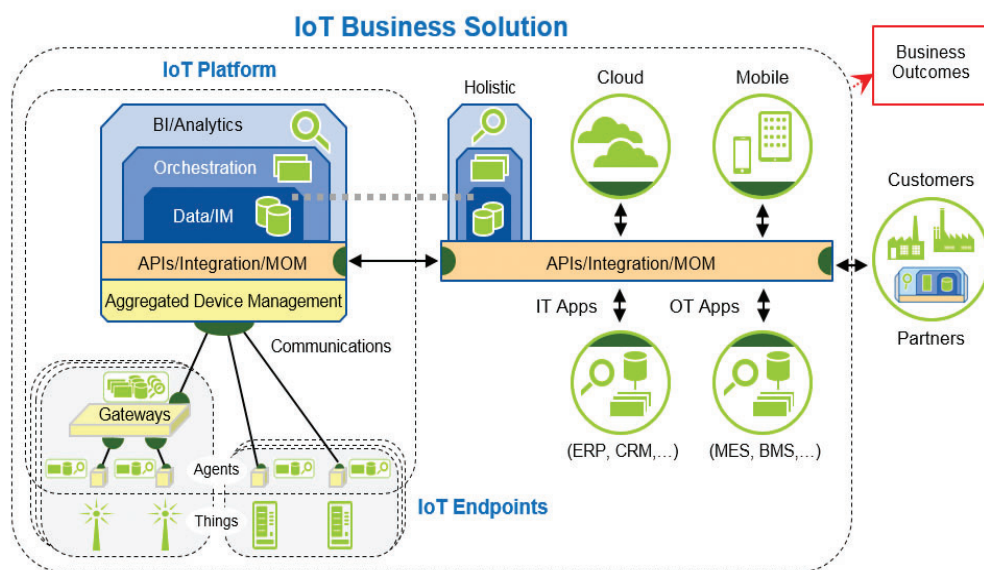 IoT Business Solution
Business
Outcomes
IoT Platform
Holistic
Cloud
Mobile
BI/Analytics
Orchestration
Data/IM
Customers
APIs/Integration/MOM
APIs/Integration/MOM
Aggregated Device Management
IT Apps
OT Apps
Partners
Communications
Gateways
(ERP, CRM,...)
(MES, BMS,...)
Agents
IoT Endpoints
Things